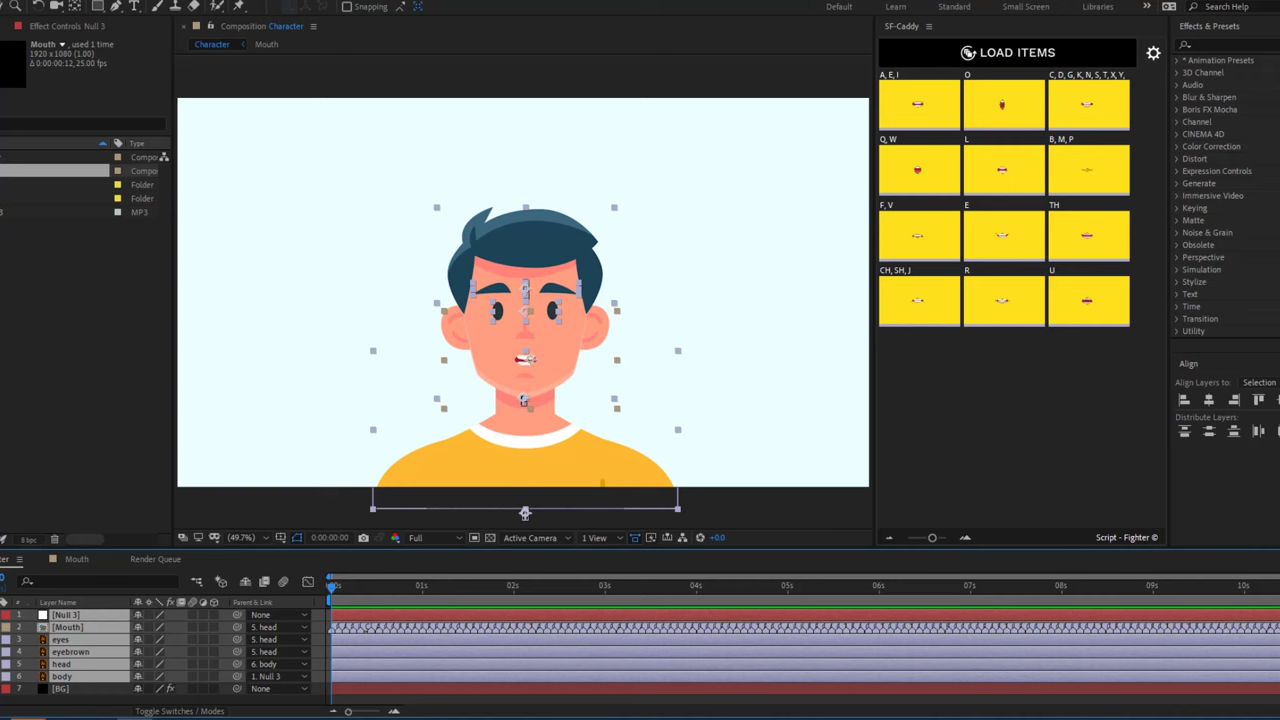 Snapping
Default
Learn
Standard
Small Screen
Libraries
»
Search Help
Effect Controls Null 3
Composition Character
SF-Caddy
Effects & Presets
Mouth, used 1 time
1920 x 1080 (1.00)
Δ 0:00:00:12, 25.00 fps
Character
Mouth
LOAD ITEMS
Type
Compo
Compos
Folder
Folder
MP3
A, E, I
O
C, D, G, K, N, S, T, X, Y,
Q, W
L
B, M, P
F, V
E
TH
CH, SH, J
R
U
* Animation Presets
3D Channel
Audio
Blur & Sharpen
Boris FX Mocha
Channel
CINEMA 4D
Color Correction
Distort
Expression Controls
Generate
Immersive Video
Keying
Matte
Noise & Grain
Obsolete
Perspective
Simulation
Stylize
Text
Time
Transition
Utility
Align
Align Layers to:
Selection
Distribute Layers:
8 bpc
(49.7%)
0:00:00:00
Full
Active Camera
1 View
+0.0
Script - Fighter ©
Mouth
Render Queue
01s
02s
03s
04s
05s
06s
07s
08s
09s
10s
#
Layer Name
Parent & Link
1 [Null 3] None
2 [Mouth] 5. head
3 eyes 5. head
4 eyebrown 5. head
5 head 6. body
6 body 1. Null 3
7 [BG] None
Toggle Switches / Modes